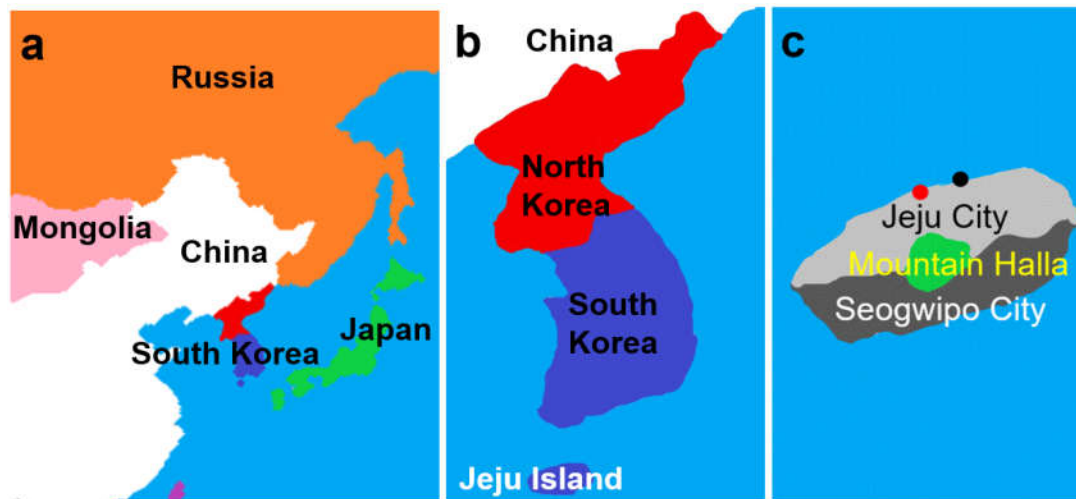 a
Russia
Mongolia
China
South Korea
Japan
b
China
North
Korea
South
Korea
Jeju Island
c
Jeju City
Mountain Halla
Seogwipo City